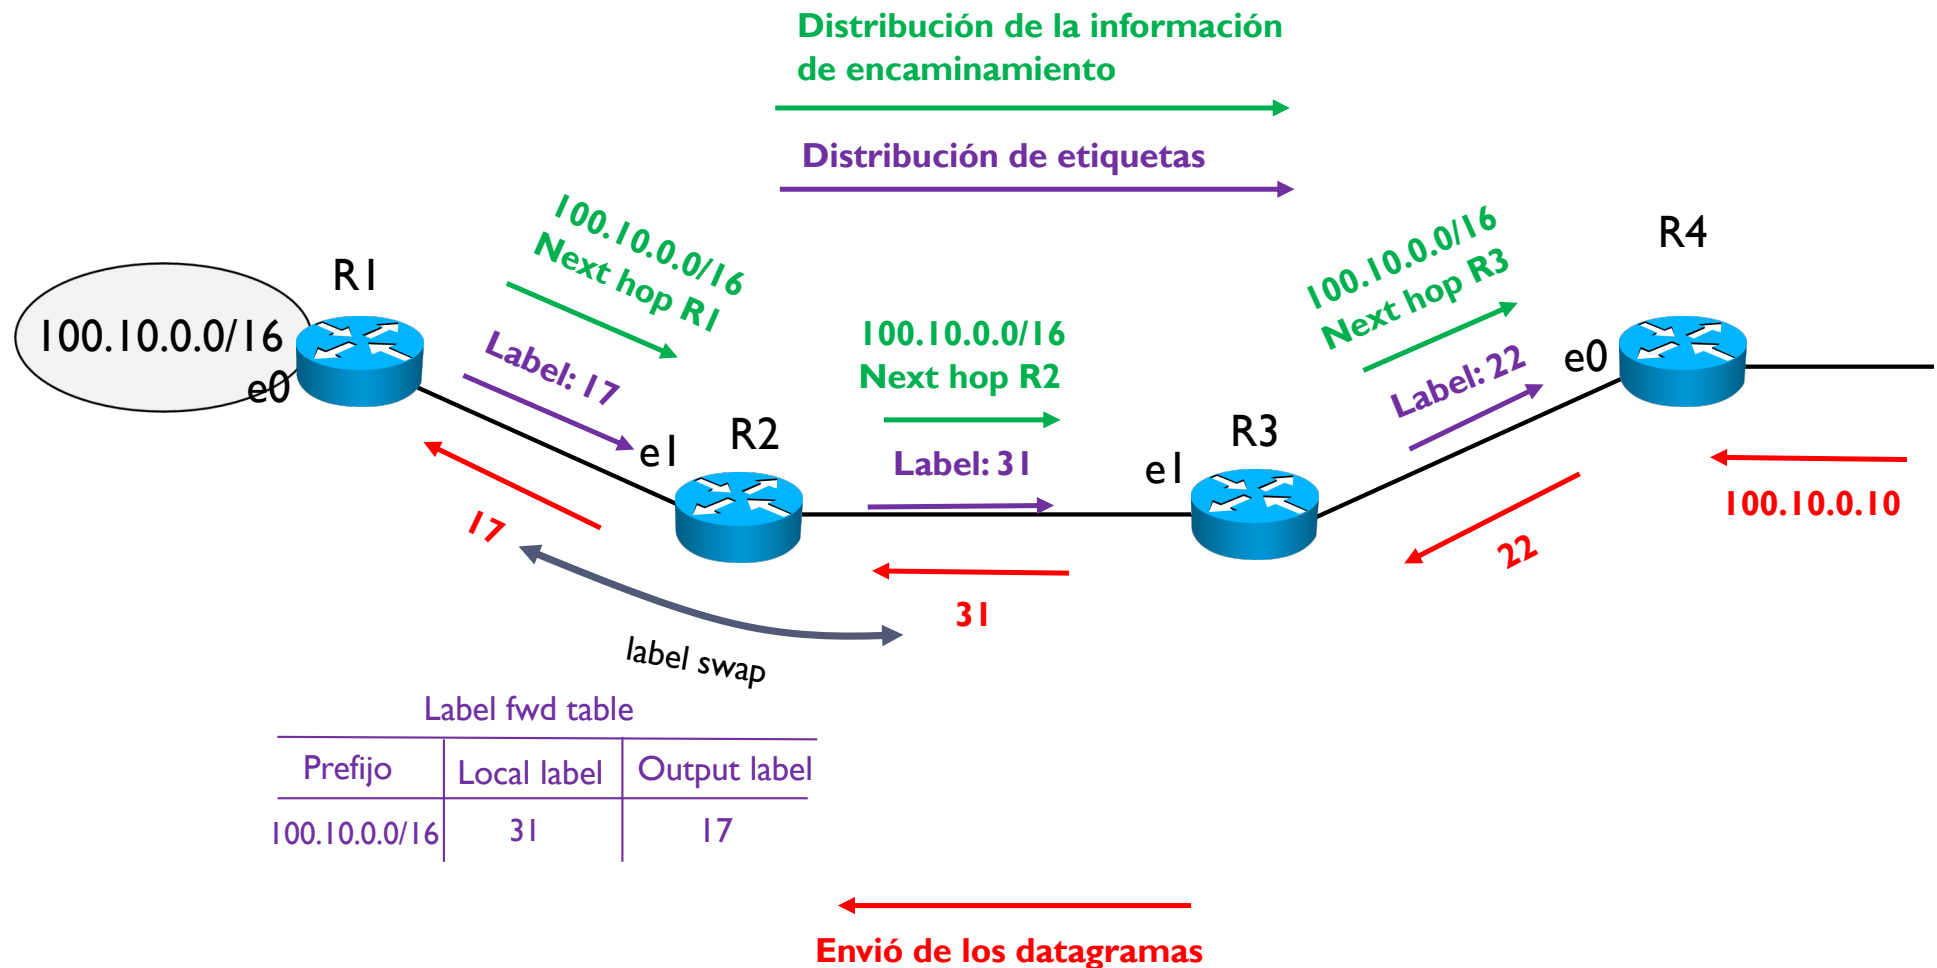 Distribución de la información
de encaminamiento
Distribución de etiquetas
100.10.0.0/16
Next hop R1
Label: 17
R1
100.10.0.0/16
e0
100.10.0.0/16
Next hop R2
Label: 31
100.10.0.0/16
Next hop R3
Label: 22
R4
e0
e1
R2
e1
R3
100.10.0.10
17
31
22
label swap
Label fwd table
Prefijo Local label Output label
100.10.0.0/16 31 17
Envió de los datagramas